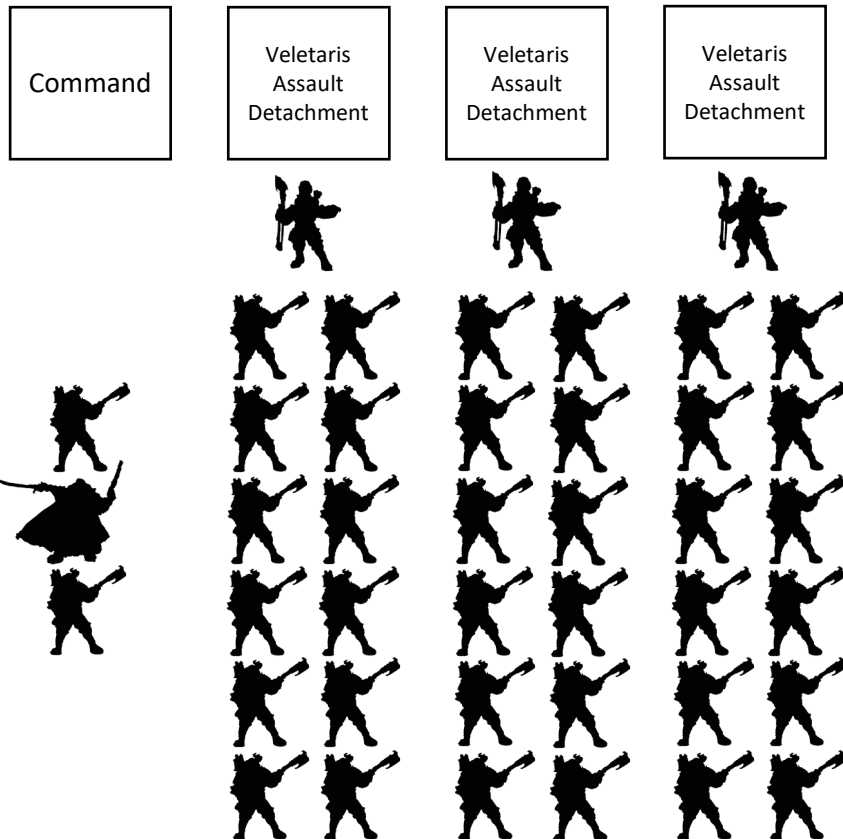 Command
Veletaris
Assault
Detachment
Veletaris
Assault
Detachment
Veletaris
Assault
Detachment